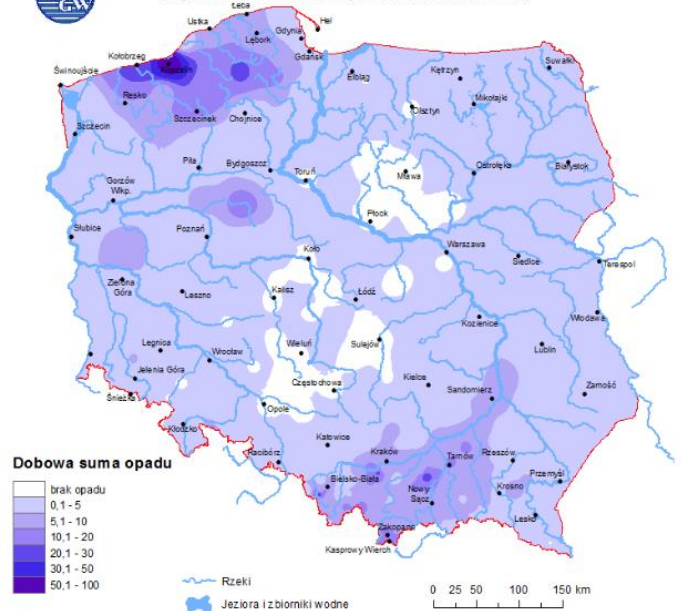 GW
Łeba
Ustka
Hel
Gdynia
Lębork
Gdańsk
Kołobrzeg
Koszalin
Świnoujście
Elbląg
Kętrzyn
Suwałki
Resko
Mikołajki
Olsztyn
Szczecinek
Chojnice
Szczecin
Piła
Bydgoszcz
Toruń
Mława
Ostrołęka
Białystok
Gorzów
Wlkp.
Płock
Słubice
Poznań
Koło
Warszawa
Siedlce
Terespol
Zielona
Góra
Leszno
Kalisz
Łódź
Kozienice
Włodawa
Legnica
Wrocław
Wieluń
Sulejów
Lublin
Jelenia Góra
Częstochowa
Kielce
Sandomierz
Zamość
Śnieżka
Opole
Kłodzko
Katowice
Racibórz
Kraków
Tarnów
Rzeszów
Przemyśl
Bielsko-Biała
Nowy
Sącz
Krosno
Lesko
Zakopane
Kasprowy Wierch
Dobowa suma opadu
brak opadu
0,1 - 5
5,1 - 10
10,1 - 20
20,1 - 30
30,1 - 50
50,1 - 100
Rzeki
Jeziora i zbiorniki wodne
0 25 50 100 150 km